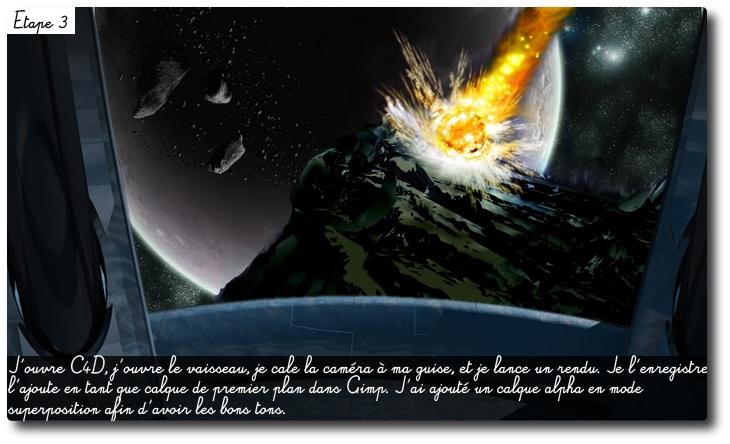 Etape 3
J'ouvre C4D, j'ouvre le vaisseau, je cale la caméra à ma guise, et je lance un rendu. Je l'enregistre
l'ajoute en tant que calque de premier plan dans Gimp. J'ai ajouté un calque alpha en mode
superposition afin d'avoir les bons tons.